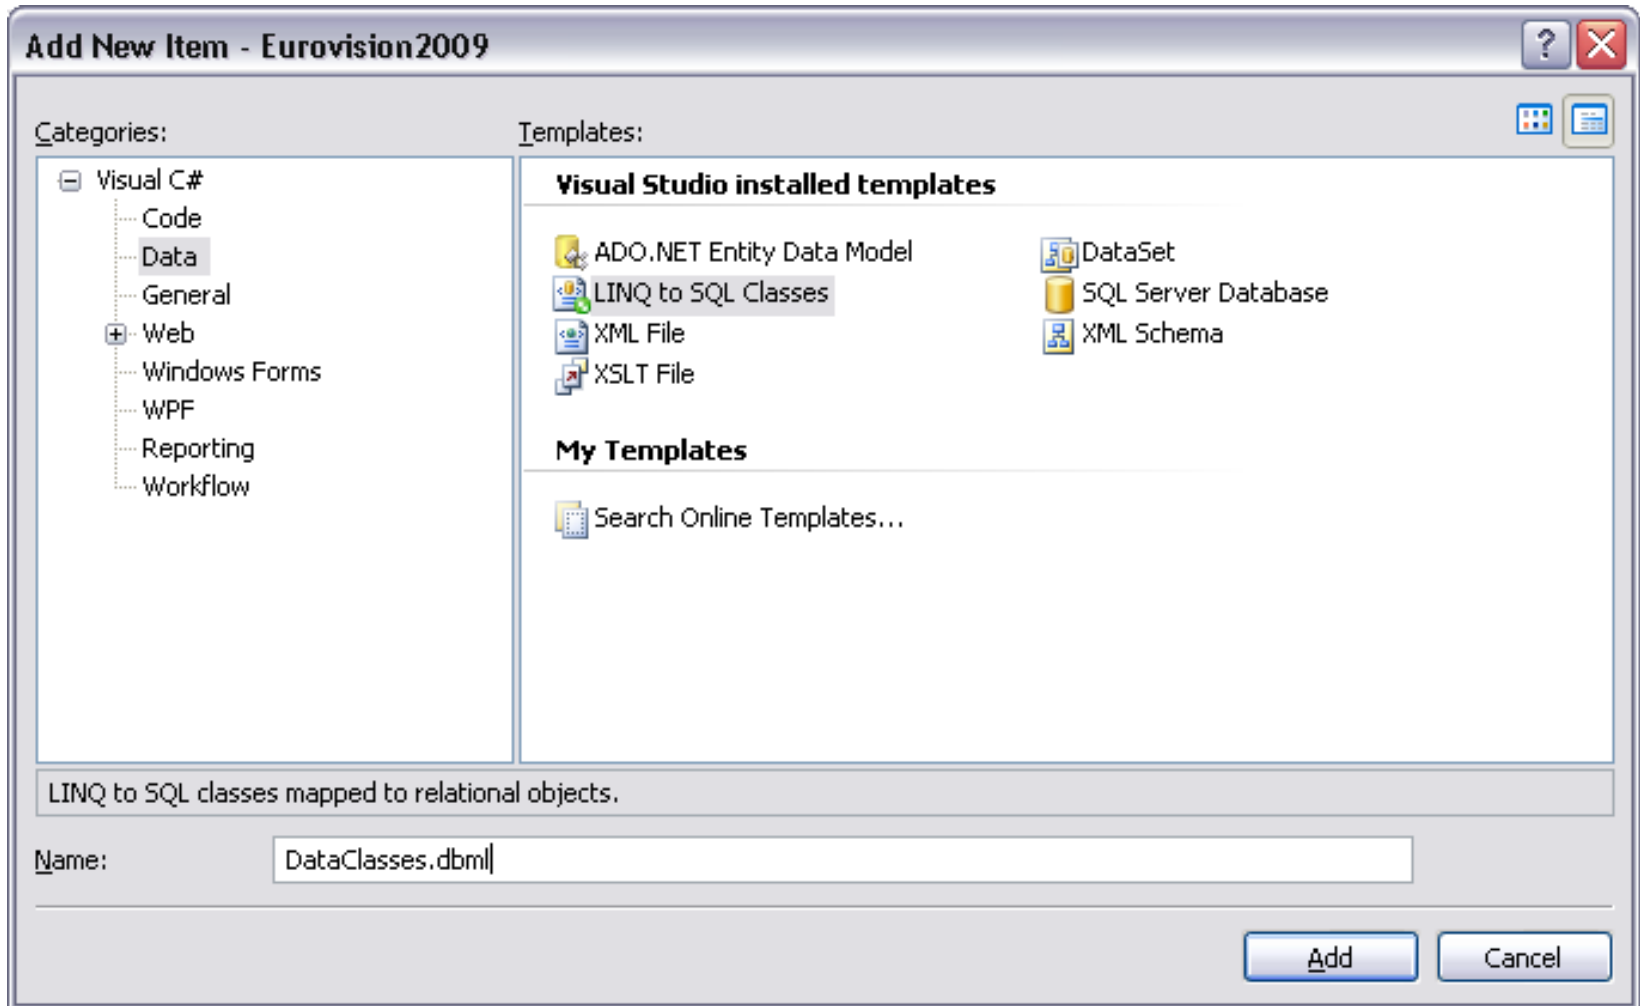 Add New Item - Eurovision2009
Categories:
Templates:
Visual C#
Code
Data
General
Web
Windows Forms
WPF
Reporting
Workflow
Visual Studio installed templates
ADO.NET Entity Data Model
DataSet
LINQ to SQL Classes
SQL Server Database
XML File
XML Schema
XSLT File
My Templates
Search Online Templates...
LINQ to SQL classes mapped to relational objects.
Name:
DataClasses.dbml
Add
Cancel